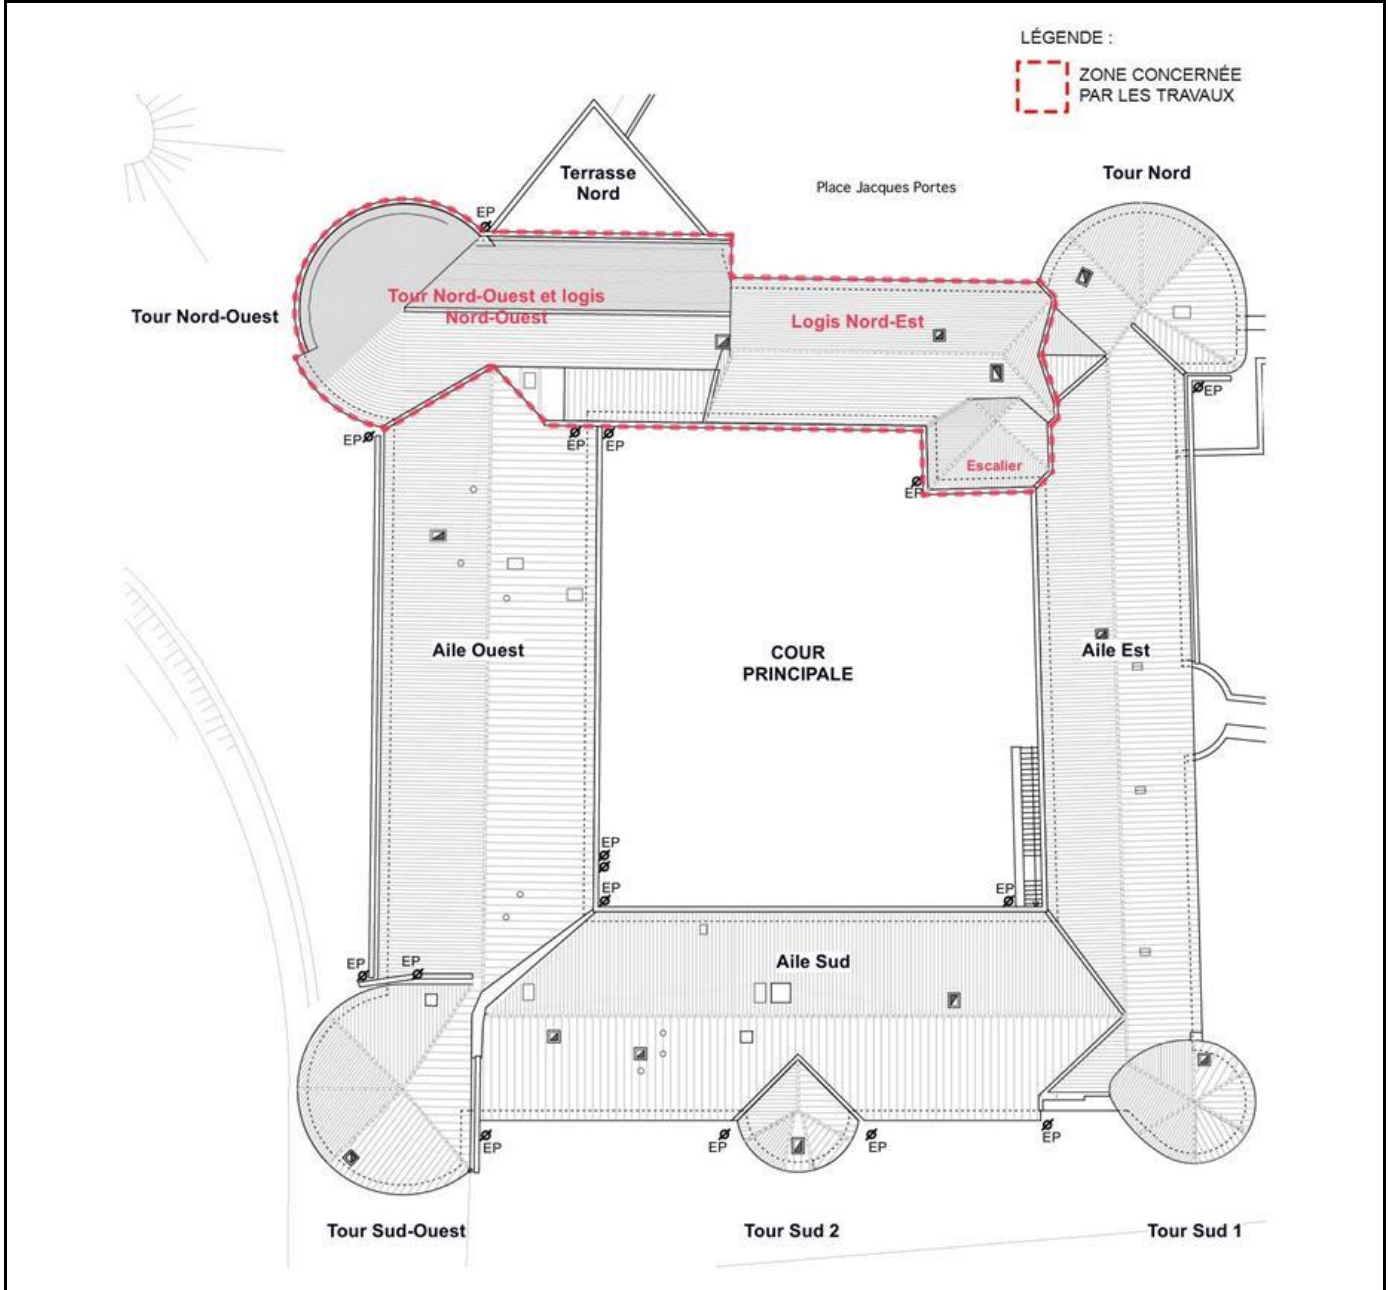 LÉGENDE :
ZONE CONCERNÉE
PAR LES TRAVAUX
Terrasse
Nord
Place Jacques Portes
Tour Nord
EP
Tour Nord-Ouest
Tour Nord-Ouest et logis
Nord-Ouest
Logis Nord-Est
EP
EP
EP
EP
Escalier
EP
Aile Ouest
COUR
PRINCIPALE
Aile Est
EP
EP
EP
EP
EP
Aile Sud
EP
EP
EP
EP
Tour Sud-Ouest
Tour Sud 2
Tour Sud 1